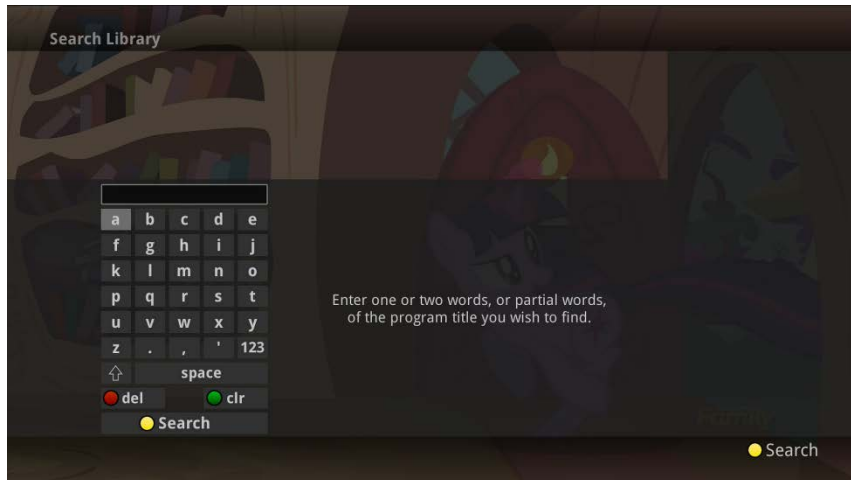 Search Library
a b c d e
f g h i j
k l m n o
p q r s t
u v w x y
z . , ' 123
space
del clr
Search
Enter one or two words, or partial words,
of the program title you wish to find.
Family
Search